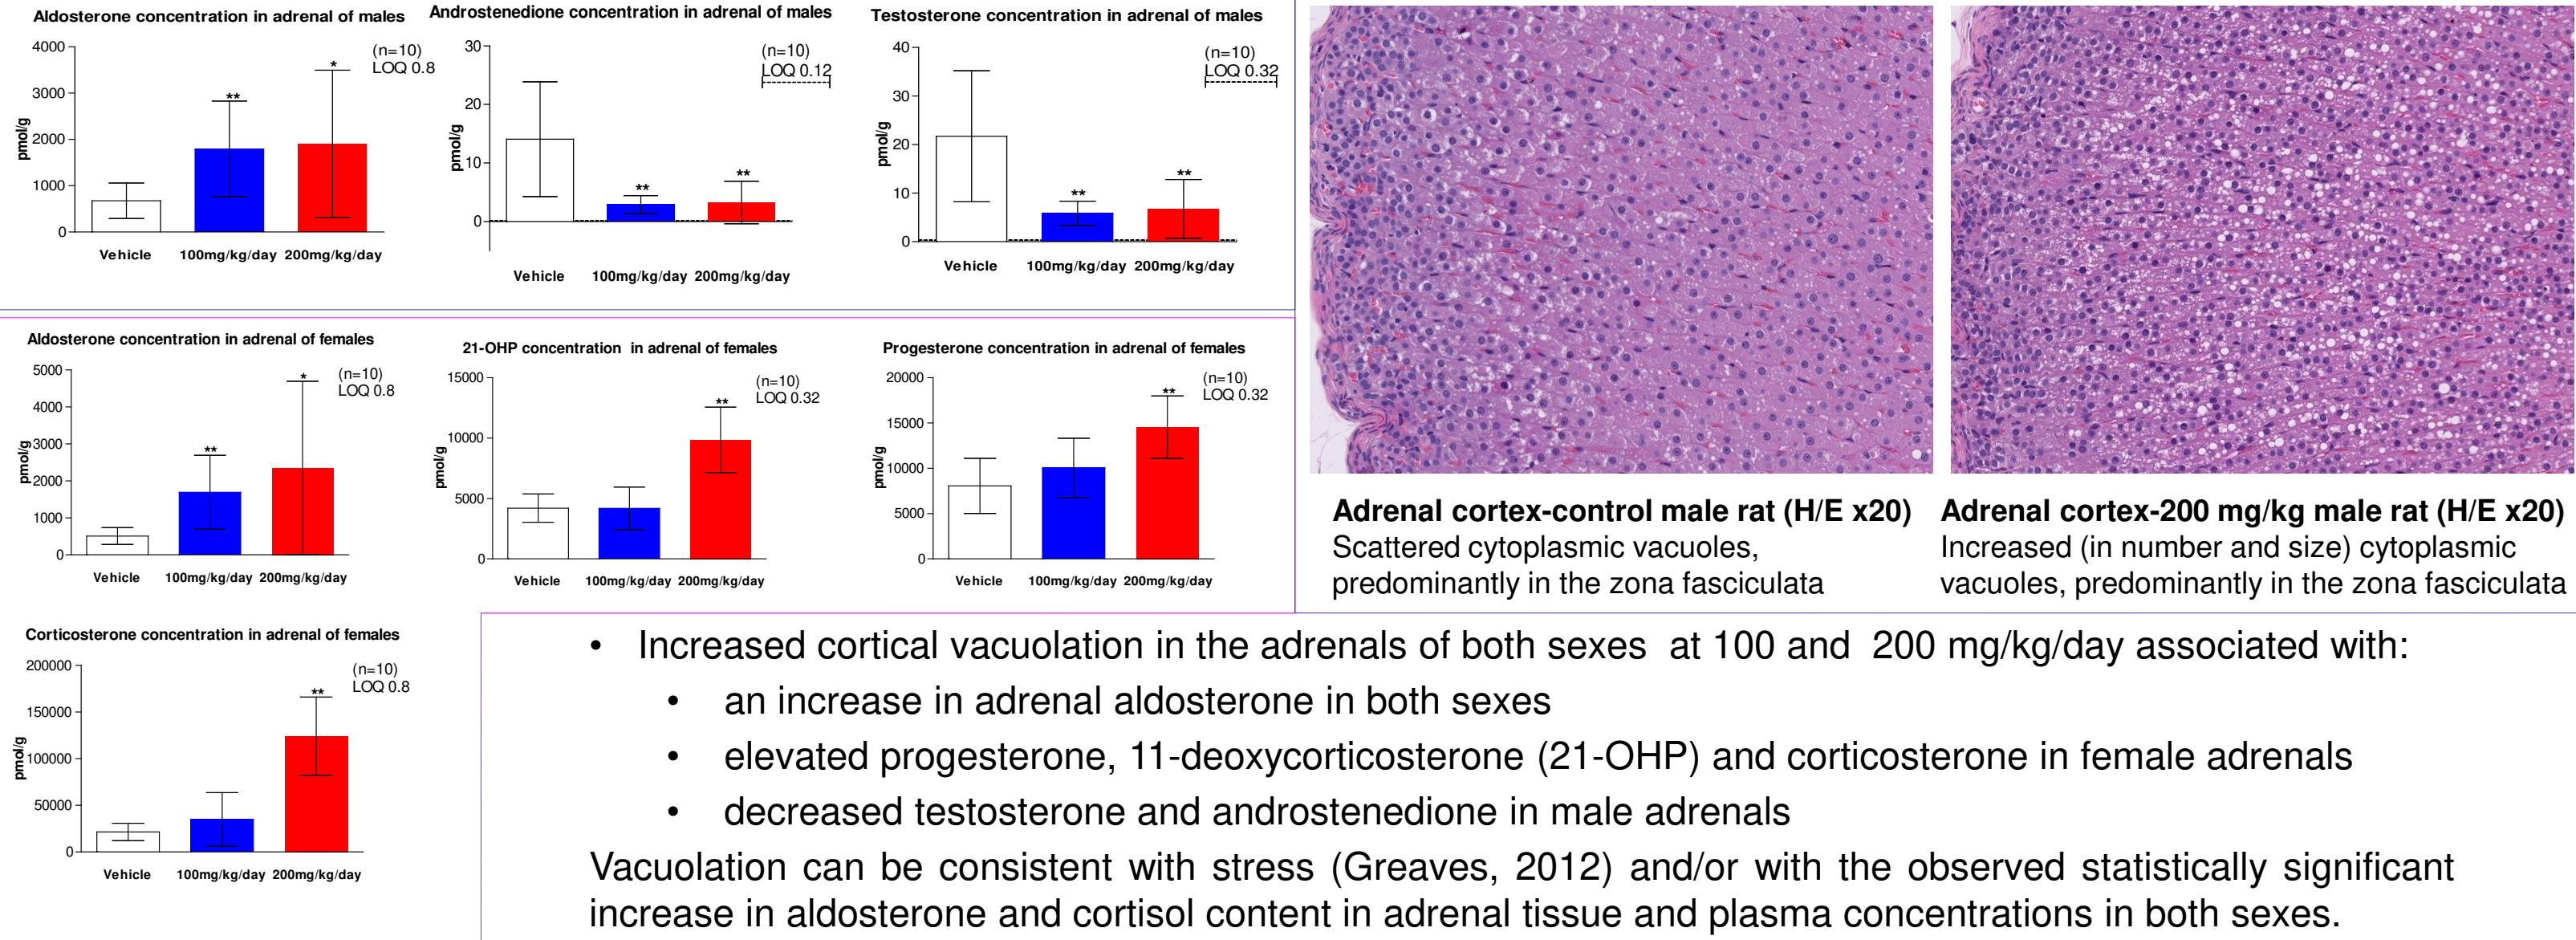 Aldosterone concentration in adrenal of males
4000
3000
2000
1000
0
pmol/g
(n=10)
LOQ 0.8
**
*
Vehicle 100mg/kg/day 200mg/kg/day
Androstenedione concentration in adrenal of males
30
20
10
0
pmol/g
(n=10)
LOQ 0.12
**
**
Vehicle 100mg/kg/day 200mg/kg/day
Testosterone concentration in adrenal of males
40
30
20
10
0
pmol/g
(n=10)
LOQ 0.32
**
**
Vehicle 100mg/kg/day 200mg/kg/day
Aldosterone concentration in adrenal of females
5000
4000
3000
2000
1000
0
pmol/g
(n=10)
LOQ 0.8
**
*
Vehicle 100mg/kg/day 200mg/kg/day
21-OHP concentration in adrenal of females
15000
10000
5000
0
pmol/g
(n=10)
LOQ 0.32
**
Vehicle 100mg/kg/day 200mg/kg/day
Progesterone concentration in adrenal of females
20000
15000
10000
5000
0
pmol/g
(n=10)
LOQ 0.32
**
Vehicle 100mg/kg/day 200mg/kg/day
Corticosterone concentration in adrenal of females
200000
150000
100000
50000
0
pmol/g
(n=10)
LOQ 0.8
**
Vehicle 100mg/kg/day 200mg/kg/day
Adrenal cortex-control male rat (H/E x20)
Scattered cytoplasmic vacuoles,
predominantly in the zona fasciculata
Adrenal cortex-200 mg/kg male rat (H/E x20)
Increased (in number and size) cytoplasmic
vacuoles, predominantly in the zona fasciculata
• Increased cortical vacuolation in the adrenals of both sexes at 100 and 200 mg/kg/day associated with:
• an increase in adrenal aldosterone in both sexes
• elevated progesterone, 11-deoxycorticosterone (21-OHP) and corticosterone in female adrenals
• decreased testosterone and androstenedione in male adrenals
Vacuolation can be consistent with stress (Greaves, 2012) and/or with the observed statistically significant
increase in aldosterone and cortisol content in adrenal tissue and plasma concentrations in both sexes.